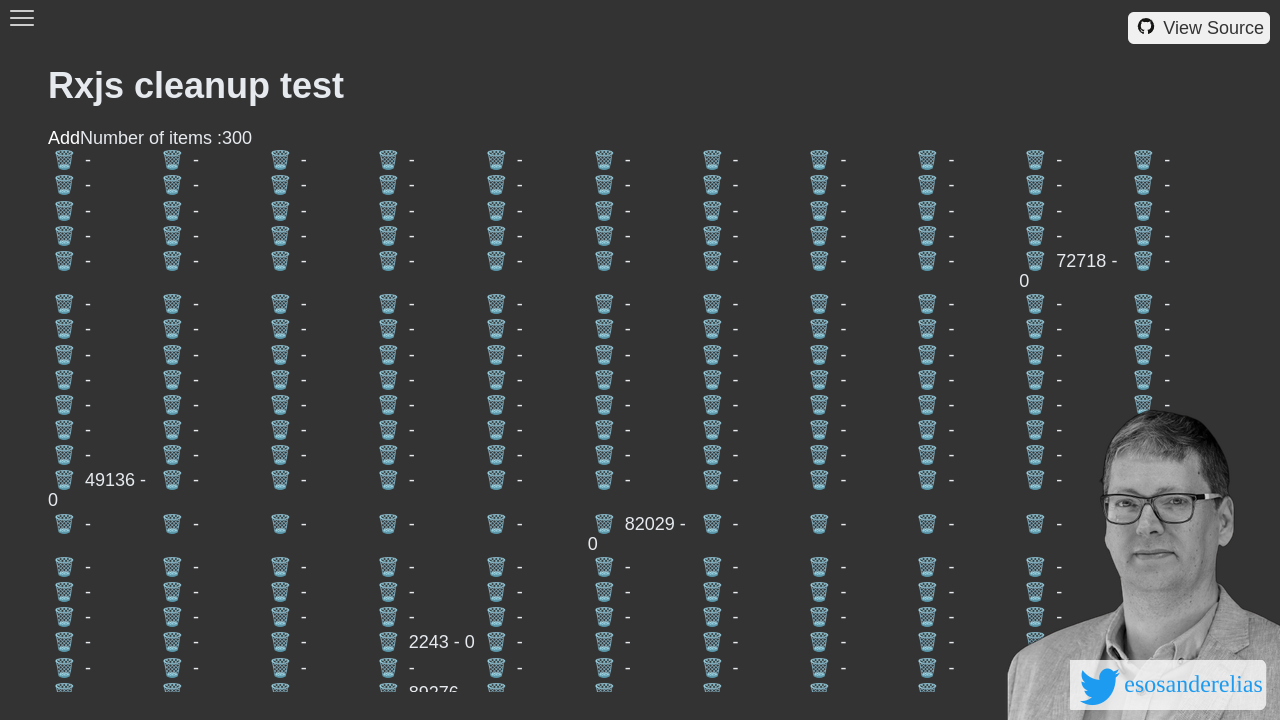 View Source
Rxjs cleanup test
AddNumber of items :300
- - - - - - - - - - -
- - - - - - - - - - -
- - - - - - - - - - -
- - - - - - - - - - -
- - - - - - - - - 72718 - 0 -
- - - - - - - - - - -
- - - - - - - - - - -
- - - - - - - - - - -
- - - - - - - - - - -
- - - - - - - - - - -
- - - - - - - - - -
- - - - - - - - - -
49136 - 0 - - - - - - - - -
- - - - - 82029 - 0 - - - -
- - - - - - - - - -
- - - - - - - - - -
- - - - - - - - - -
- - - 2243 - 0 - - - - -
- - - - - - - - -
esosanderelias